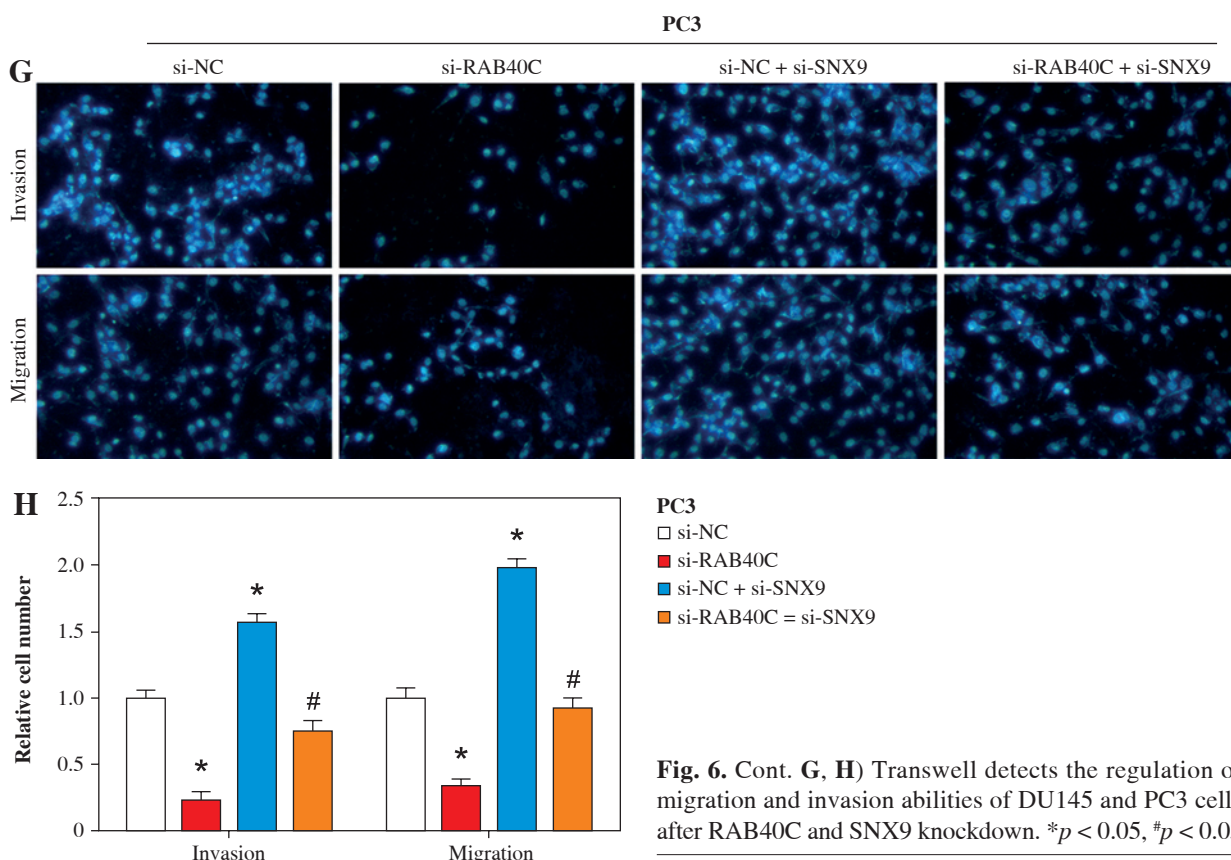 PC3
G
si-NC si-RAB40C si-NC + si-SNX9 si-RAB40C + si-SNX9
Invasion
Migration
H
Relative cell number
2.5
2.0
1.5
1.0
0.5
0
*
*
#
*
*
#
Invasion Migration
PC3
si-NC
si-RAB40C
si-NC + si-SNX9
si-RAB40C = si-SNX9
Fig. 6. Cont. G, H) Transwell detects the regulation o
migration and invasion abilities of DU145 and PC3 cell
after RAB40C and SNX9 knockdown. *p < 0.05, #p < 0.0